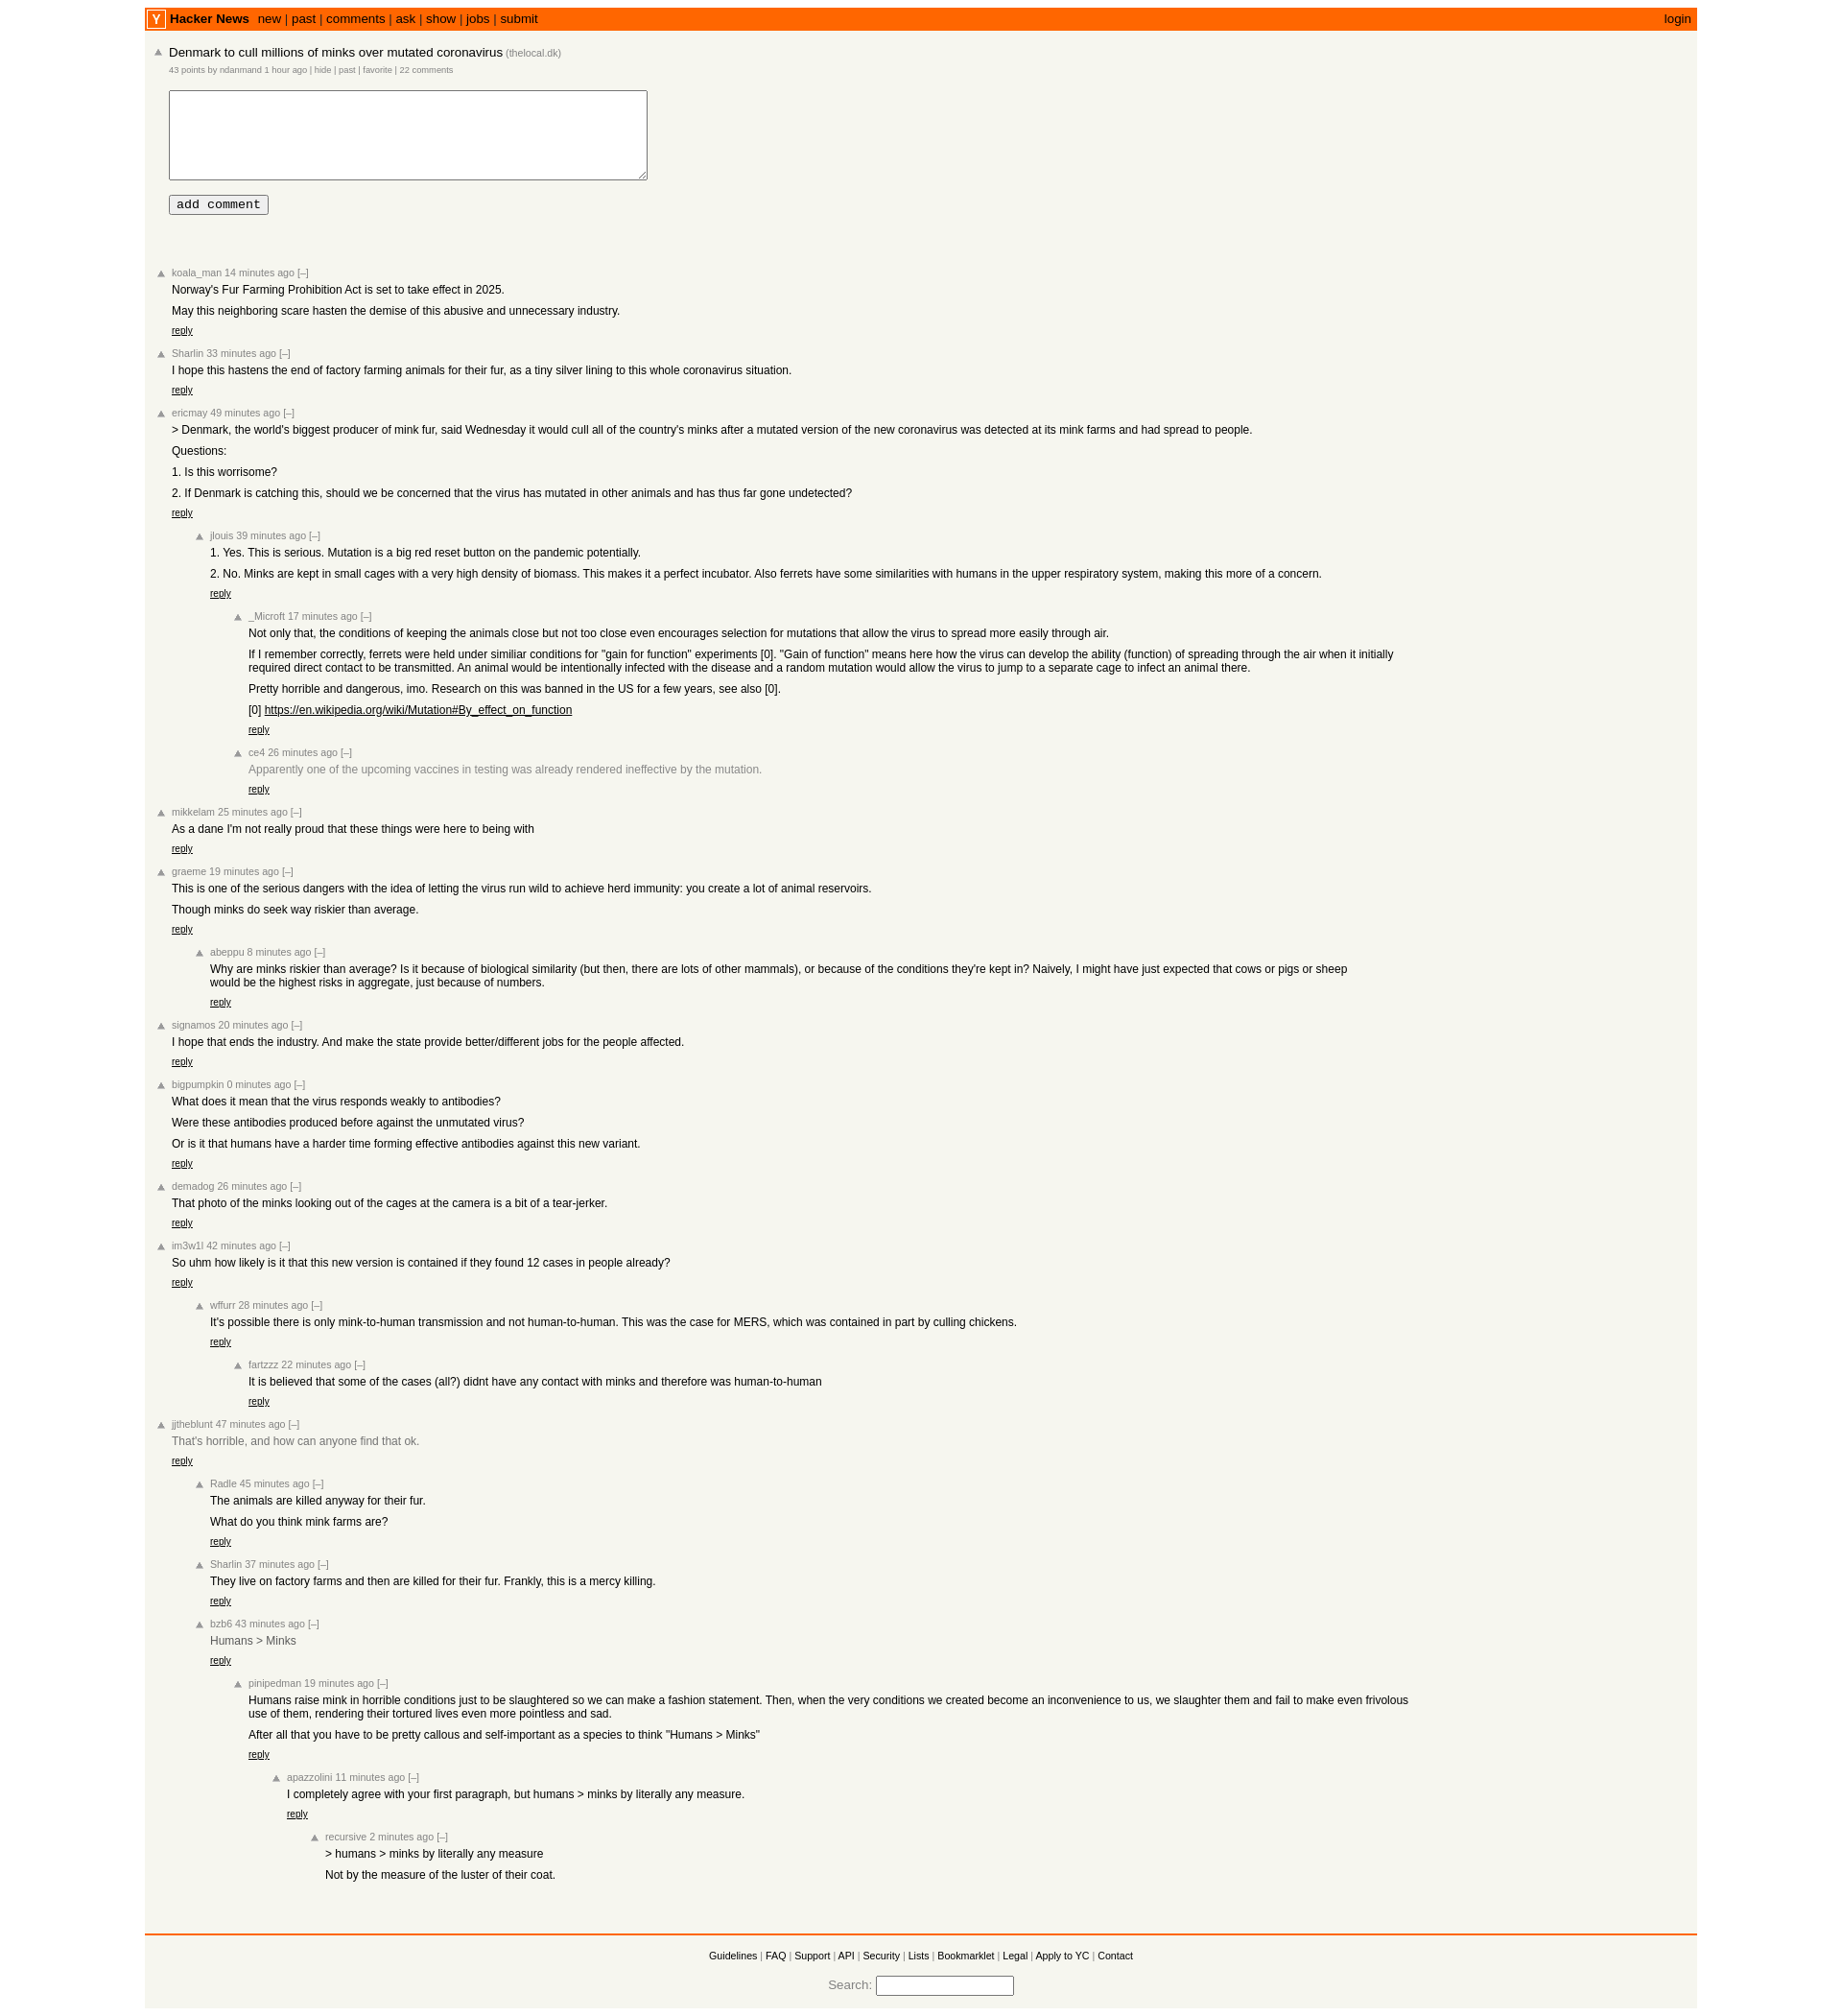 Y Hacker News new | past | comments | ask | show | jobs | submit login
Denmark to cull millions of minks over mutated coronavirus (thelocal.dk)
43 points by ndanmand 1 hour ago | hide | past | favorite | 22 comments
add comment
koala_man 14 minutes ago [–]
Norway's Fur Farming Prohibition Act is set to take effect in 2025.
May this neighboring scare hasten the demise of this abusive and unnecessary industry.
reply
Sharlin 33 minutes ago [–]
I hope this hastens the end of factory farming animals for their fur, as a tiny silver lining to this whole coronavirus situation.
reply
ericmay 49 minutes ago [–]
> Denmark, the world's biggest producer of mink fur, said Wednesday it would cull all of the country's minks after a mutated version of the new coronavirus was detected at its mink farms and had spread to people.
Questions:
1. Is this worrisome?
2. If Denmark is catching this, should we be concerned that the virus has mutated in other animals and has thus far gone undetected?
reply
jlouis 39 minutes ago [–]
1. Yes. This is serious. Mutation is a big red reset button on the pandemic potentially.
2. No. Minks are kept in small cages with a very high density of biomass. This makes it a perfect incubator. Also ferrets have some similarities with humans in the upper respiratory system, making this more of a concern.
reply
_Microft 17 minutes ago [–]
Not only that, the conditions of keeping the animals close but not too close even encourages selection for mutations that allow the virus to spread more easily through air.
If I remember correctly, ferrets were held under similiar conditions for "gain for function" experiments [0]. "Gain of function" means here how the virus can develop the ability (function) of spreading through the air when it initially
required direct contact to be transmitted. An animal would be intentionally infected with the disease and a random mutation would allow the virus to jump to a separate cage to infect an animal there.
Pretty horrible and dangerous, imo. Research on this was banned in the US for a few years, see also [0].
[0] https://en.wikipedia.org/wiki/Mutation#By_effect_on_function
reply
ce4 26 minutes ago [–]
Apparently one of the upcoming vaccines in testing was already rendered ineffective by the mutation.
reply
mikkelam 25 minutes ago [–]
As a dane I'm not really proud that these things were here to being with
reply
graeme 19 minutes ago [–]
This is one of the serious dangers with the idea of letting the virus run wild to achieve herd immunity: you create a lot of animal reservoirs.
Though minks do seek way riskier than average.
reply
abeppu 8 minutes ago [–]
Why are minks riskier than average? Is it because of biological similarity (but then, there are lots of other mammals), or because of the conditions they're kept in? Naively, I might have just expected that cows or pigs or sheep
would be the highest risks in aggregate, just because of numbers.
reply
signamos 20 minutes ago [–]
I hope that ends the industry. And make the state provide better/different jobs for the people affected.
reply
bigpumpkin 0 minutes ago [–]
What does it mean that the virus responds weakly to antibodies?
Were these antibodies produced before against the unmutated virus?
Or is it that humans have a harder time forming effective antibodies against this new variant.
reply
demadog 26 minutes ago [–]
That photo of the minks looking out of the cages at the camera is a bit of a tear-jerker.
reply
im3w1l 42 minutes ago [–]
So uhm how likely is it that this new version is contained if they found 12 cases in people already?
reply
wffurr 28 minutes ago [–]
It's possible there is only mink-to-human transmission and not human-to-human. This was the case for MERS, which was contained in part by culling chickens.
reply
fartzzz 22 minutes ago [–]
It is believed that some of the cases (all?) didnt have any contact with minks and therefore was human-to-human
reply
jjtheblunt 47 minutes ago [–]
That's horrible, and how can anyone find that ok.
reply
Radle 45 minutes ago [–]
The animals are killed anyway for their fur.
What do you think mink farms are?
reply
Sharlin 37 minutes ago [–]
They live on factory farms and then are killed for their fur. Frankly, this is a mercy killing.
reply
bzb6 43 minutes ago [–]
Humans > Minks
reply
pinipedman 19 minutes ago [–]
Humans raise mink in horrible conditions just to be slaughtered so we can make a fashion statement. Then, when the very conditions we created become an inconvenience to us, we slaughter them and fail to make even frivolous
use of them, rendering their tortured lives even more pointless and sad.
After all that you have to be pretty callous and self-important as a species to think "Humans > Minks"
reply
apazzolini 11 minutes ago [–]
I completely agree with your first paragraph, but humans > minks by literally any measure.
reply
recursive 2 minutes ago [–]
> humans > minks by literally any measure
Not by the measure of the luster of their coat.
Guidelines | FAQ | Support | API | Security | Lists | Bookmarklet | Legal | Apply to YC | Contact
Search: